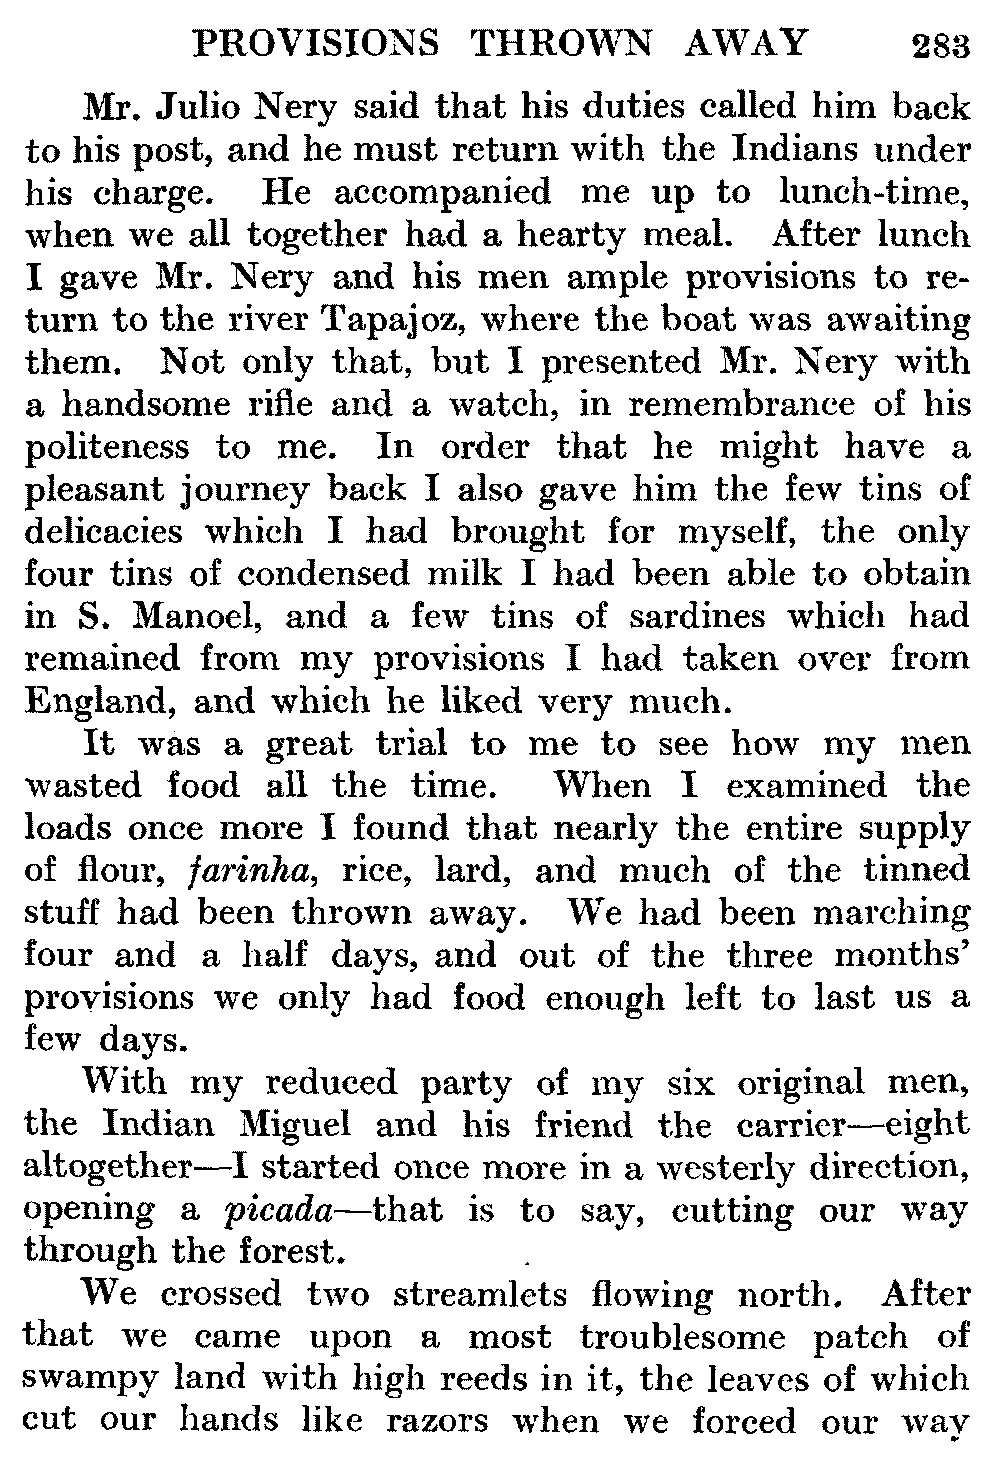 PROVISIONS THROWN AWAY 283
Mr. Julio Nery said that his duties called him back
to his post, and he must return with the Indians under
his charge. He accompanied me up to lunch-time,
when we all together had a hearty meal. After lunch
I gave Mr. Nery and his men ample provisions to re-
turn to the river Tapajoz, where the boat was awaiting
them. Not only that, but I presented Mr. Nery with
a handsome rifle and a watch, in remembrance of his
politeness to me. In order that he might have a
pleasant journey back I also gave him the few tins of
delicacies which I had brought for myself, the only
four tins of condensed milk I had been able to obtain
in S. Manoel, and a few tins of sardines which had
remained from my provisions I had taken over from
England, and which he liked very much.
It was a great trial to me to see how my men
wasted food all the time. When I examined the
loads once more I found that nearly the entire supply
of flour, farinha, rice, lard, and much of the tinned
stuff had been thrown away. We had been marching
four and a half days, and out of the three months'
provisions we only had food enough left to last us a
few days.
With my reduced party of my six original men,
the Indian Miguel and his friend the carrier—eight
altogether—I started once more in a westerly direction,
opening a picada—that is to say, cutting our way
through the forest.
We crossed two streamlets flowing north. After
that we came upon a most troublesome patch of
swampy land with high reeds in it, the leaves of which
cut our hands like razors when we forced our way